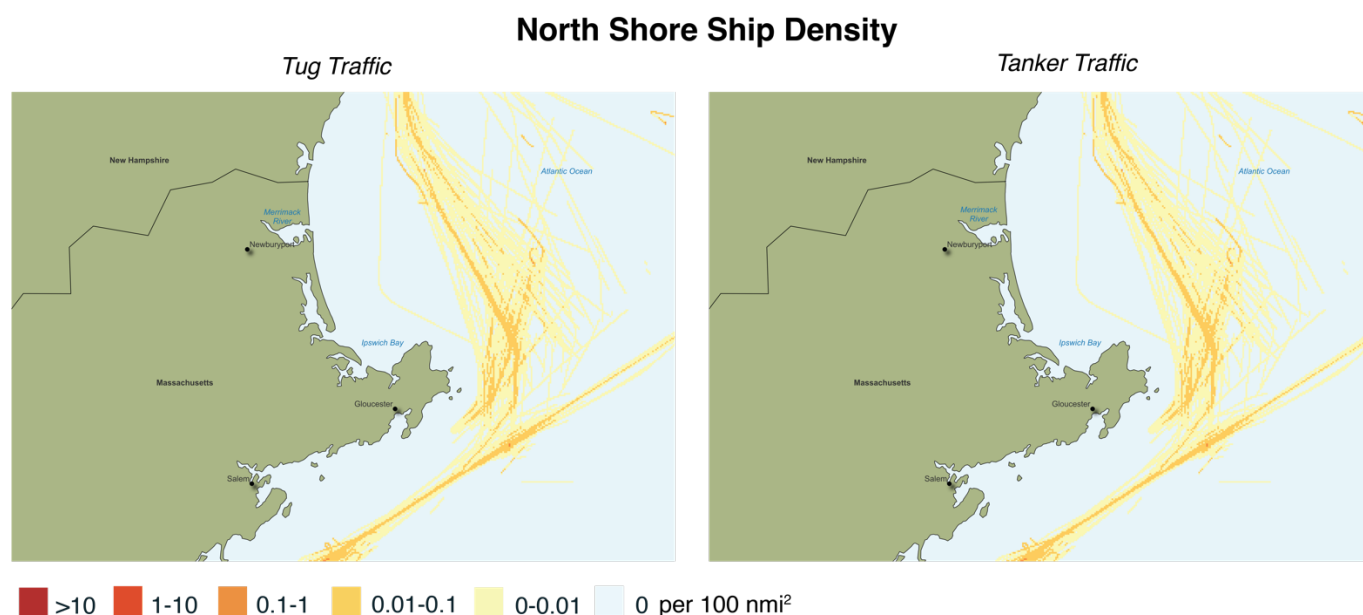 North Shore Ship Density
Tug Traffic
Tanker Traffic
New Hampshire
Atlantic Ocean
Merrimack
River
Newburyport
Ipswich Bay
Massachusetts
Gloucester
Salem
New Hampshire
Atlantic Ocean
Merrimack
River
Newburyport
Ipswich Bay
Massachusetts
Gloucester
Salem
>10 1-10 0.1-1 0.01-0.1 0-0.01 0 per 100 nmi²